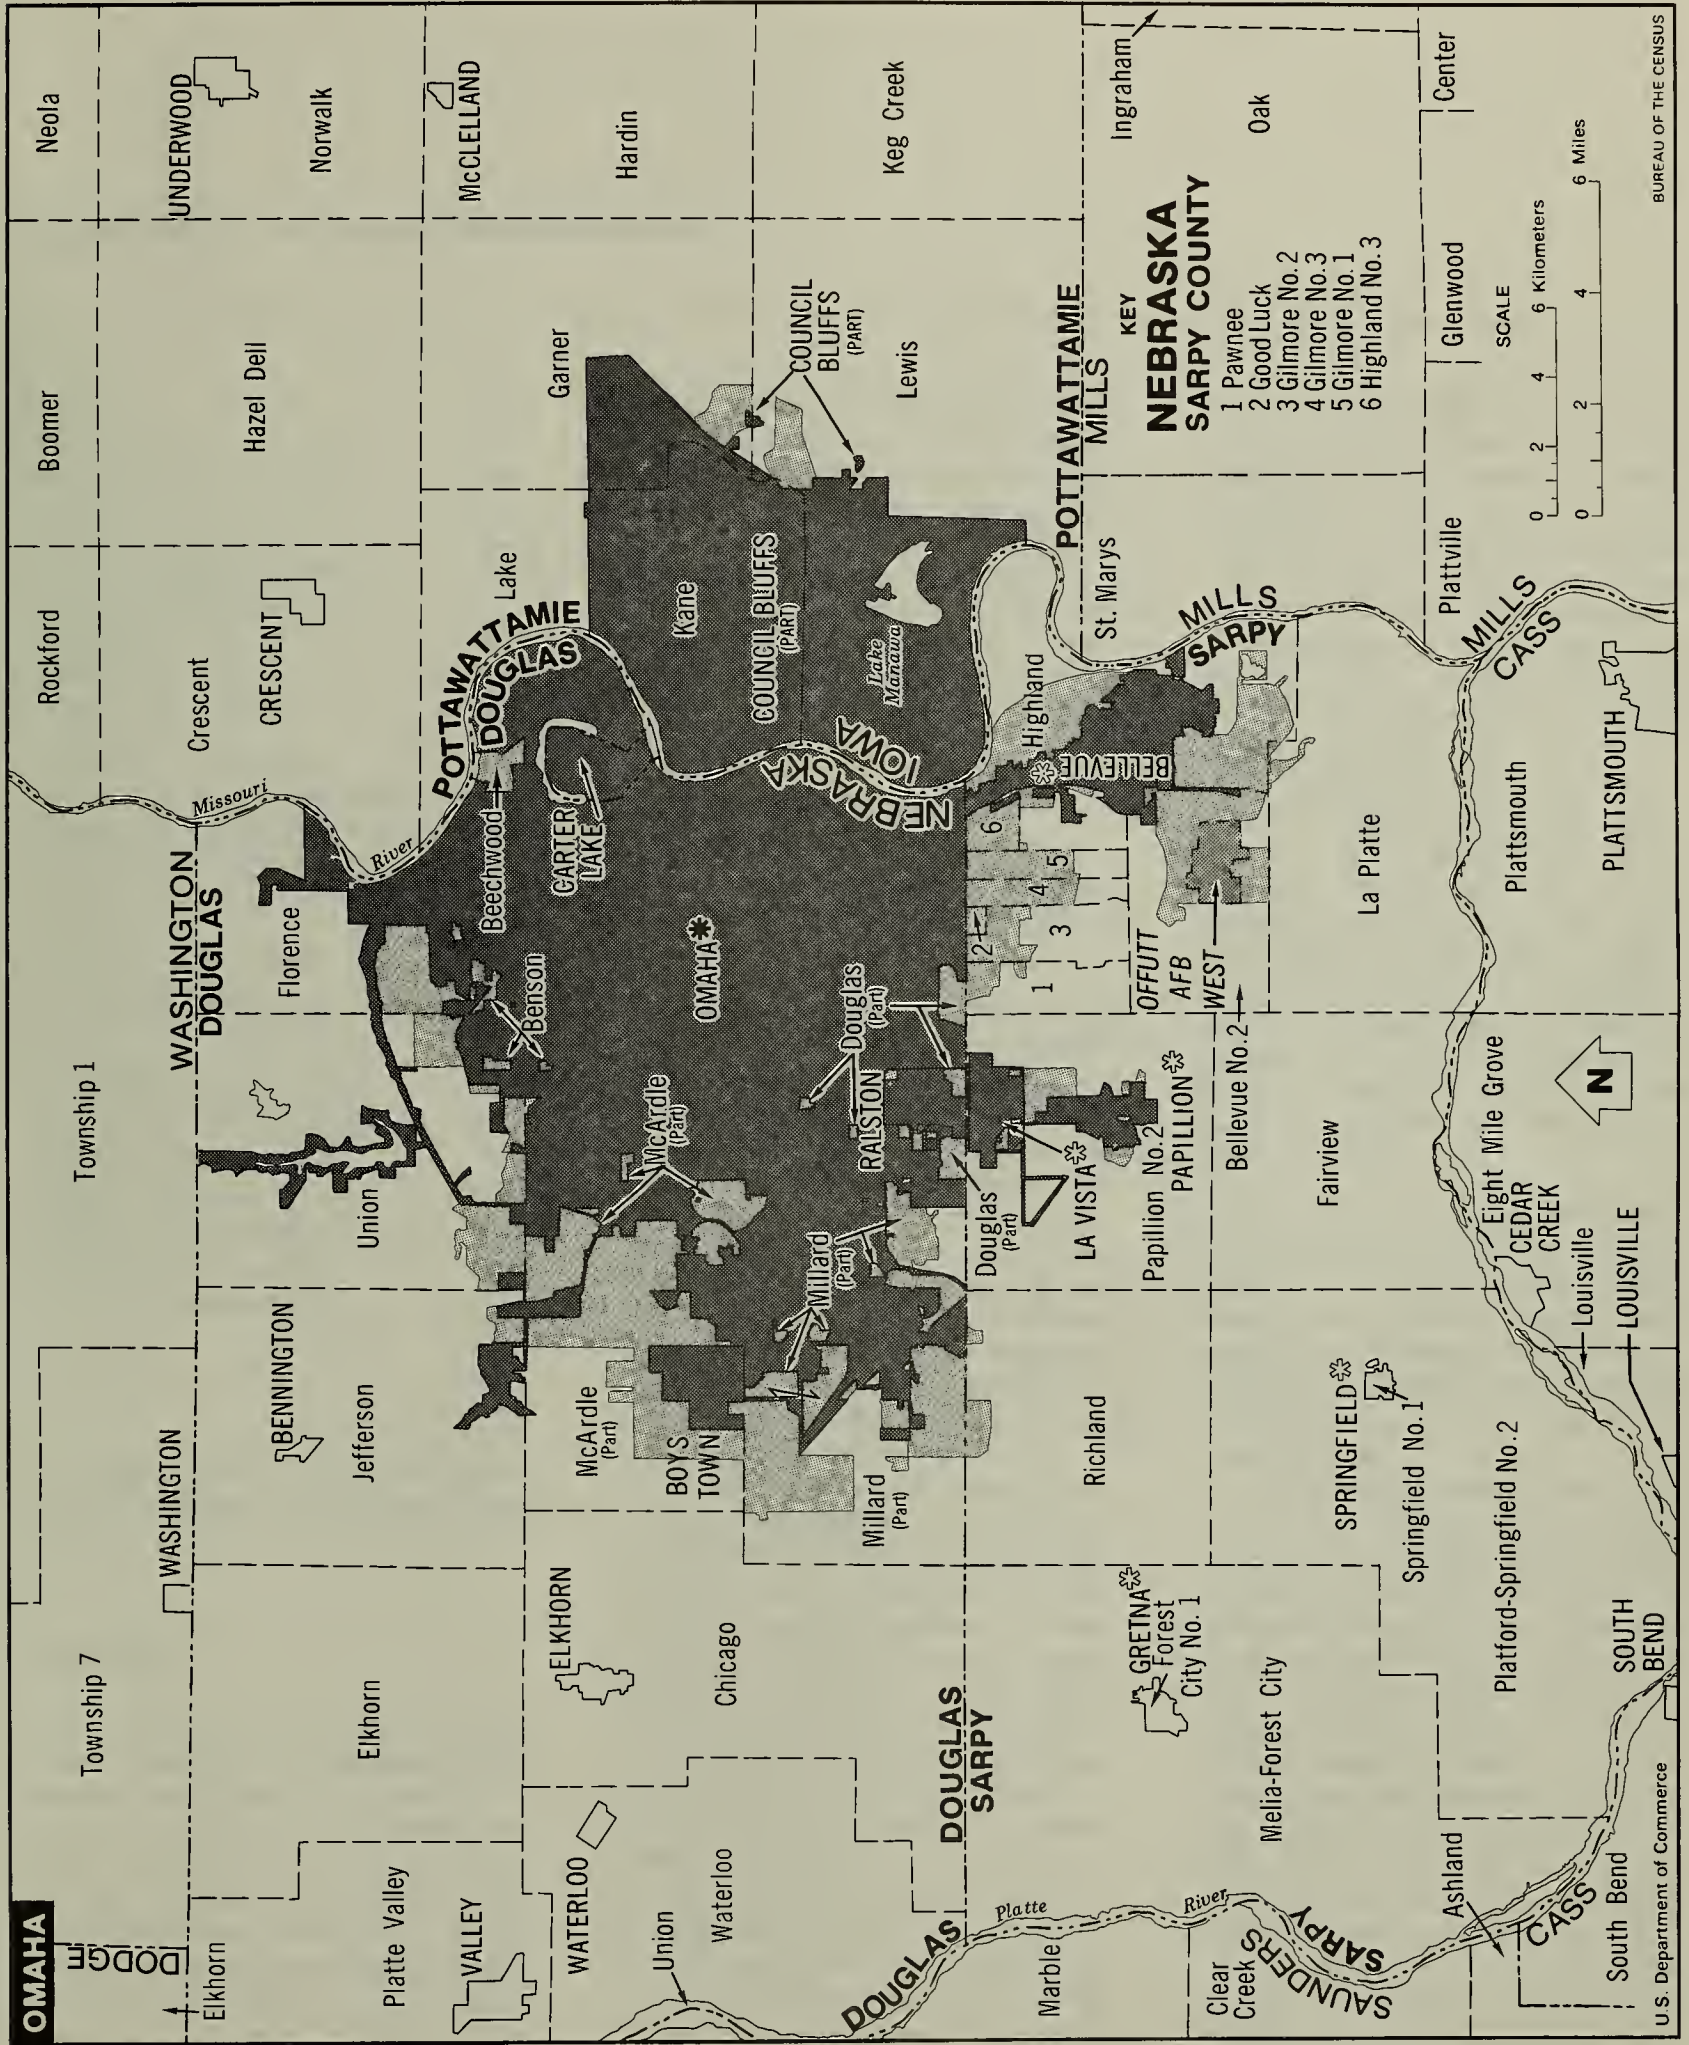 OMAHA
DODGE
Elkhorn
Township 7
WASHINGTON
Township 1
WASHINGTON
DOUGLAS
Missouri
River
Rockford
Boomer
Neola
Platte Valley
VALLEY
Elkhorn
Jefferson
BENNINGTON
Union
Florence
Crescent
CRESCENT
Hazel Dell
UNDERWOOD
Norwalk
McCLELLAND
POTTAWATTAMIE
DOUGLAS
Lake
Garner
Hardin
WATERLOO
Waterloo
Union
ELKHORN
Chicago
McArdle
(Part)
BOYS
TOWN
McArdle
(Part)
Benson
Beechwood
CARTER
LAKE
OMAHA
Kane
COUNCIL BLUFFS
(PART)
COUNCIL
BLUFFS
(PART)
Millard
(Part)
Millard
(Part)
Douglas
(Part)
RALSTON
NEBRASKA
IOWA
Lake
Manawa
Lewis
Keg Creek
DOUGLAS
DOUGLAS
SARPY
Platte
River
Marble
Clear
Creek
SAUNDERS
SARPY
Richland
Douglas
(Part)
LA VISTA
Papillion No. 2
PAPILLION
Bellevue No. 2
1
2
3
4
5
6
OFFUTT
AFB
WEST
Highland
BELLEVUE
POTTAWATTAMIE
MILLS
St. Marys
MILLS
SARPY
Ingraham
Oak
GRETNA
Forest
City No. 1
Melia-Forest City
SPRINGFIELD
Springfield No. 1
Fairview
La Platte
KEY
NEBRASKA
SARPY COUNTY
1 Pawnee
2 Good Luck
3 Gilmore No. 2
4 Gilmore No. 3
5 Gilmore No. 1
6 Highland No. 3
Plattville
Glenwood
Center
Ashland
CASS
South Bend
SOUTH
BEND
Platford-Springfield No. 2
Eight Mile Grove
CEDAR
CREEK
Louisville
LOUISVILLE
N
Plattsmouth
PLATTSMOUTH
MILLS
CASS
SCALE
0 2 4 6 Kilometers
0 2 4 6 Miles
U.S. Department of Commerce
BUREAU OF THE CENSUS